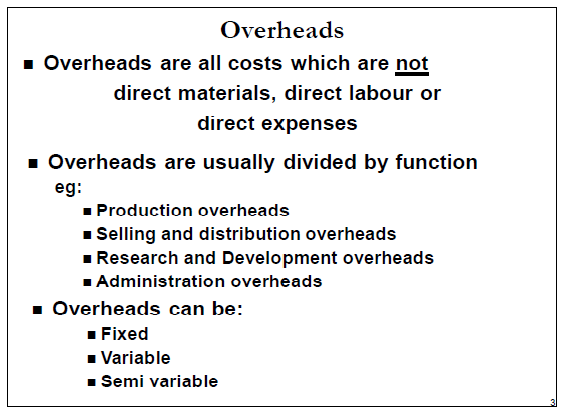 Overheads
■ Overheads are all costs which are not
direct materials, direct labour or
direct expenses
■ Overheads are usually divided by function
eg:
■ Production overheads
■ Selling and distribution overheads
■ Research and Development overheads
■ Administration overheads
■ Overheads can be:
■ Fixed
■ Variable
■ Semi variable
3